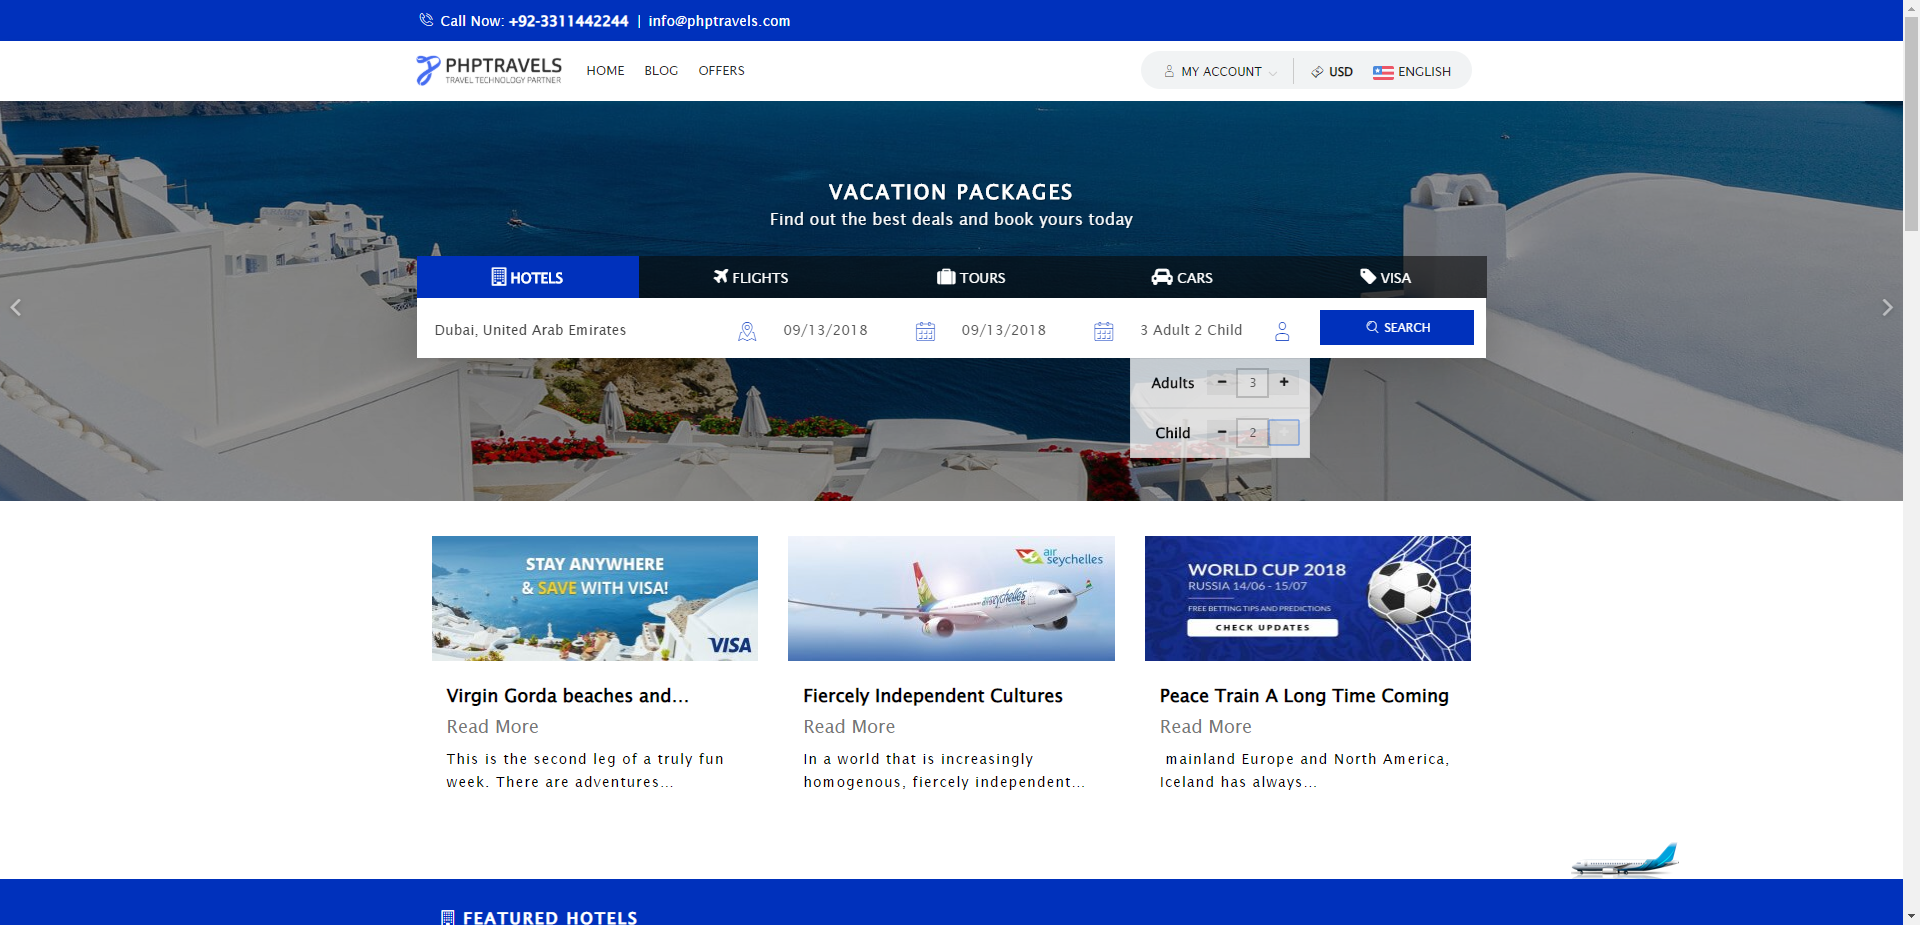 Call Now: +92-3311442244 | info@phptravels.com
PHPTRAVELS
TRAVEL TECHNOLOGY PARTNER
HOME BLOG OFFERS
MY ACCOUNT USD ENGLISH
VACATION PACKAGES
Find out the best deals and book yours today
HOTELS FLIGHTS TOURS CARS VISA
Dubai, United Arab Emirates 09/13/2018 09/13/2018 3 Adult 2 Child SEARCH
Adults - 3 +
Child - 2 +
STAY ANYWHERE
& SAVE WITH VISA!
VISA
air
seychelles
air seychelles
WORLD CUP 2018
RUSSIA 14/06 - 15/07
FREE BETTING TIPS AND PREDICTIONS
CHECK UPDATES
Virgin Gorda beaches and...
Read More
This is the second leg of a truly fun
week. There are adventures...
Fiercely Independent Cultures
Read More
In a world that is increasingly
homogenous, fiercely independent...
Peace Train A Long Time Coming
Read More
mainland Europe and North America,
Iceland has always...
FEATURED HOTELS